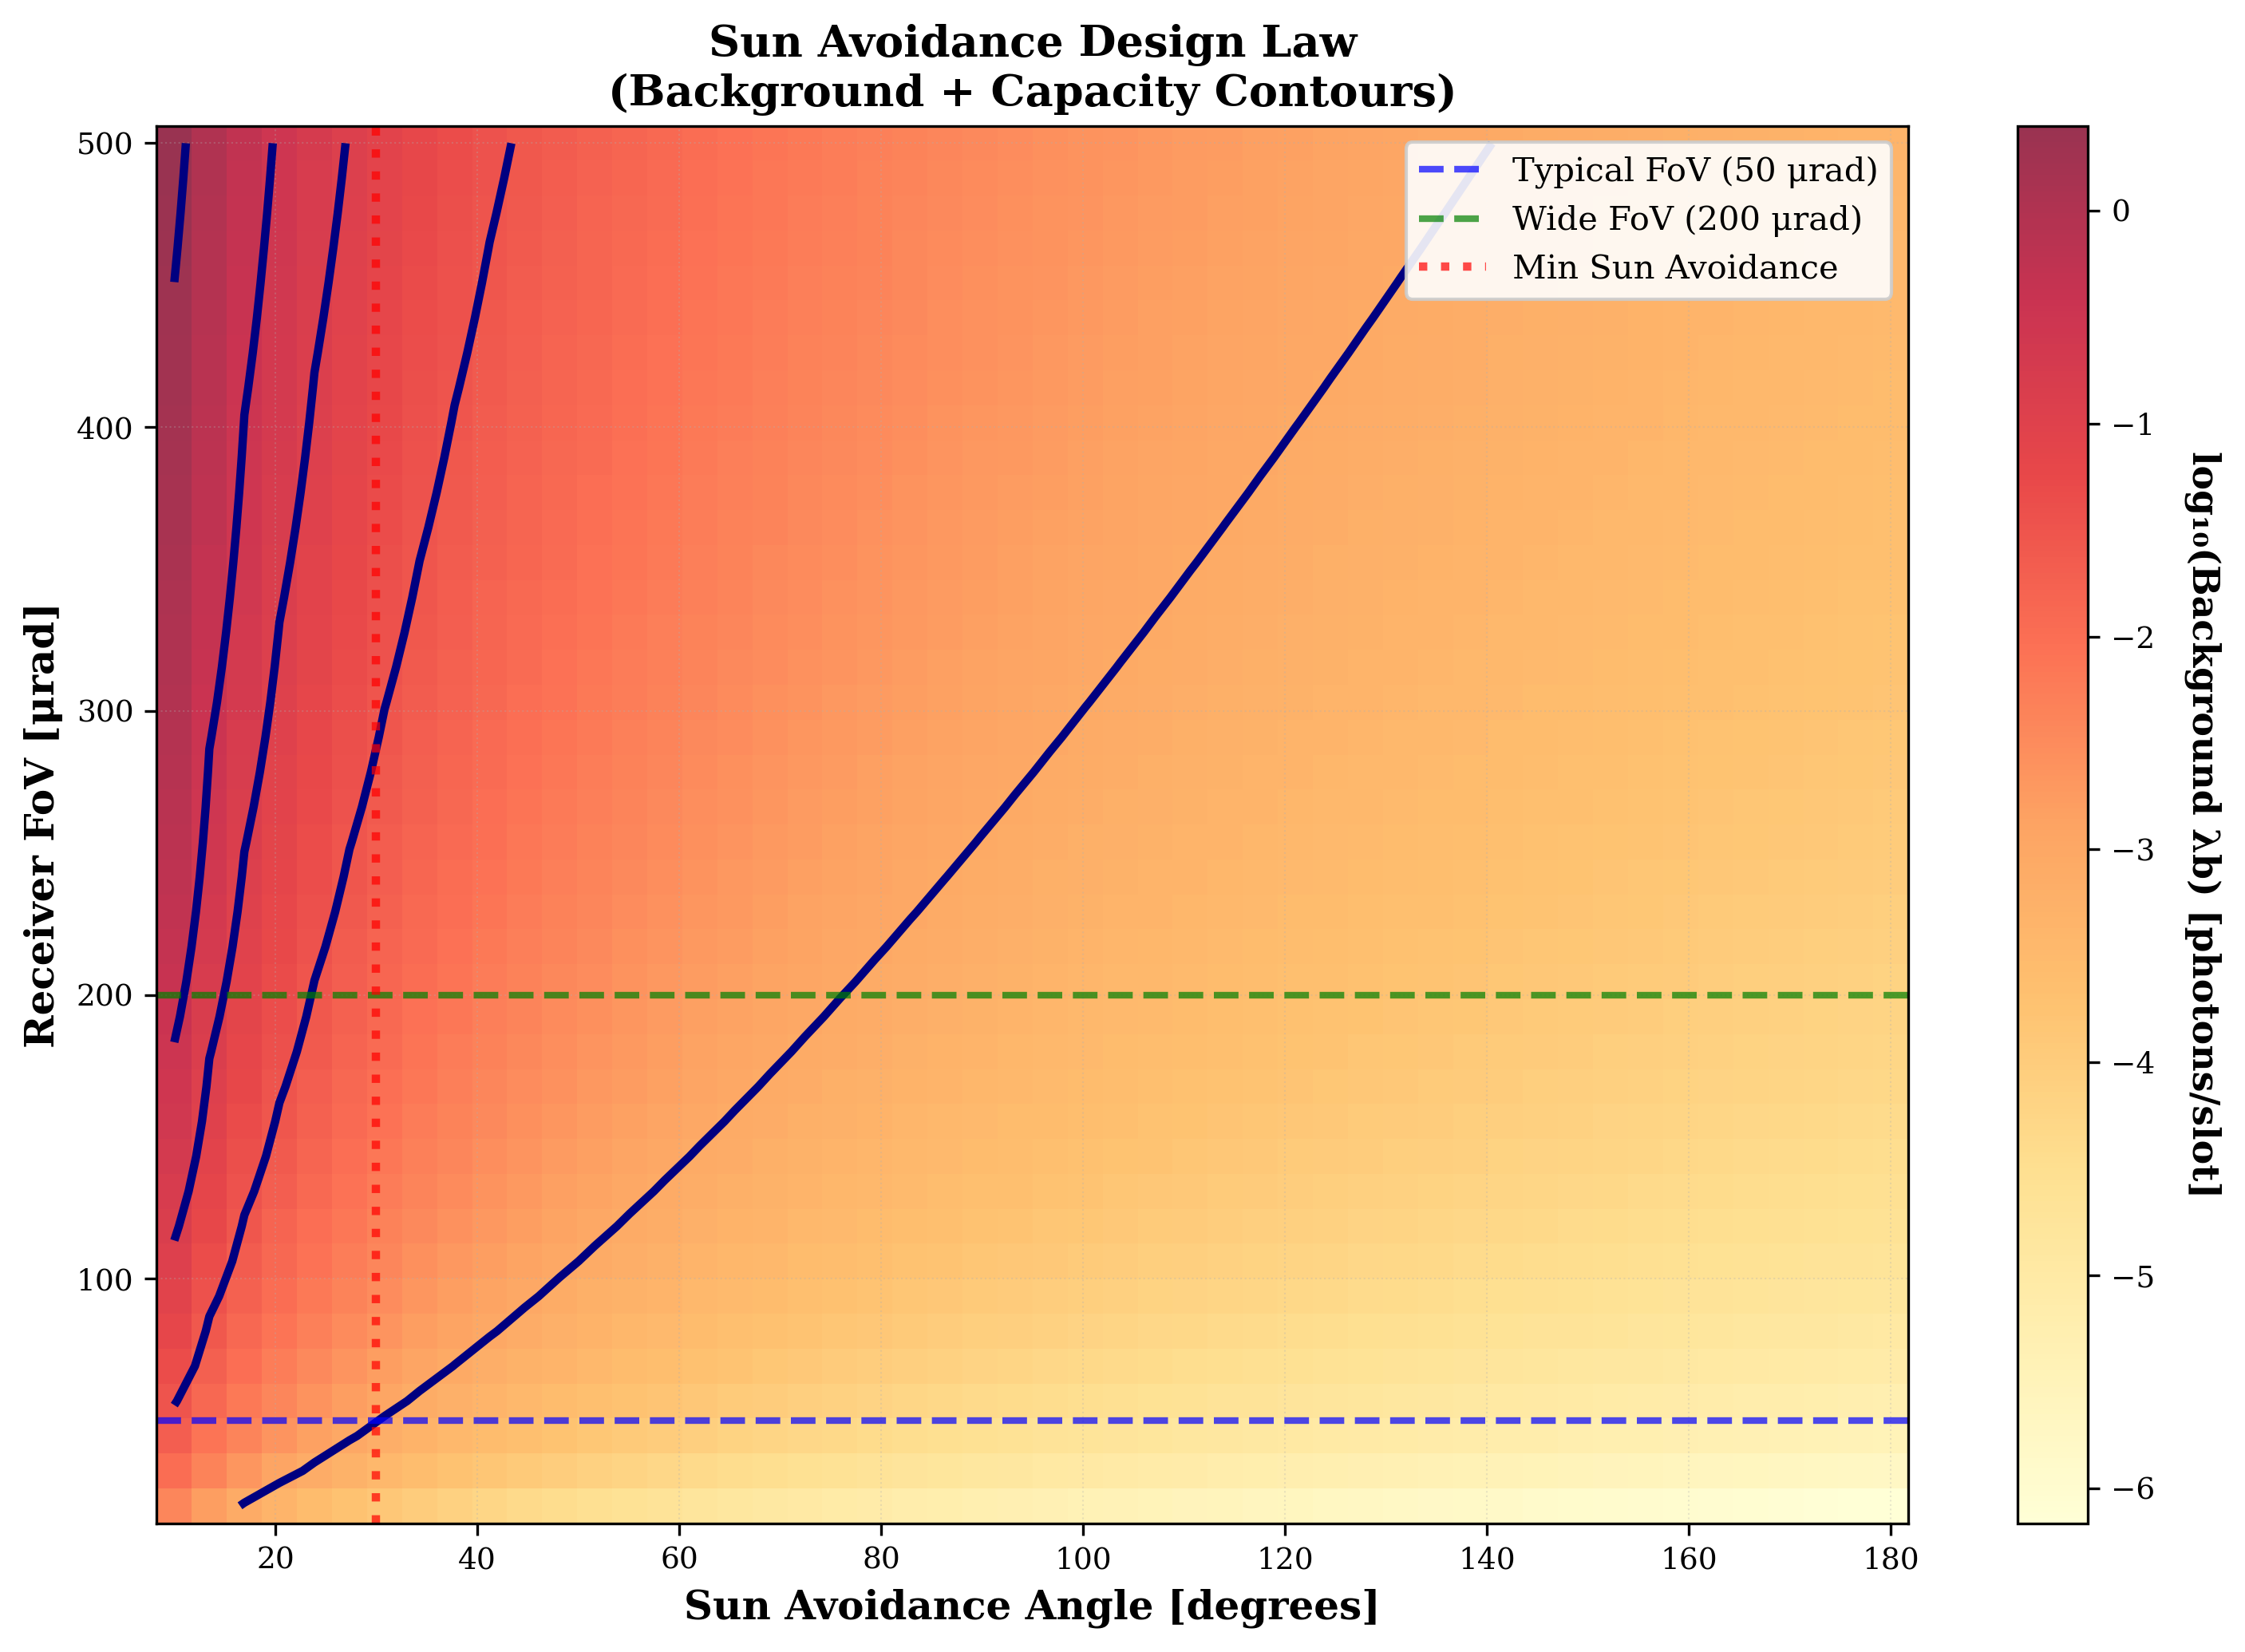 Sun Avoidance Design Law
(Background + Capacity Contours)
Typical FoV (50 μrad)
Wide FoV (200 μrad)
Min Sun Avoidance
500
400
300
200
100
Receiver FoV [μrad]
20
40
60
80
100
120
140
160
180
Sun Avoidance Angle [degrees]
0
−1
−2
−3
−4
−5
−6
log₁₀(Background λb) [photons/slot]